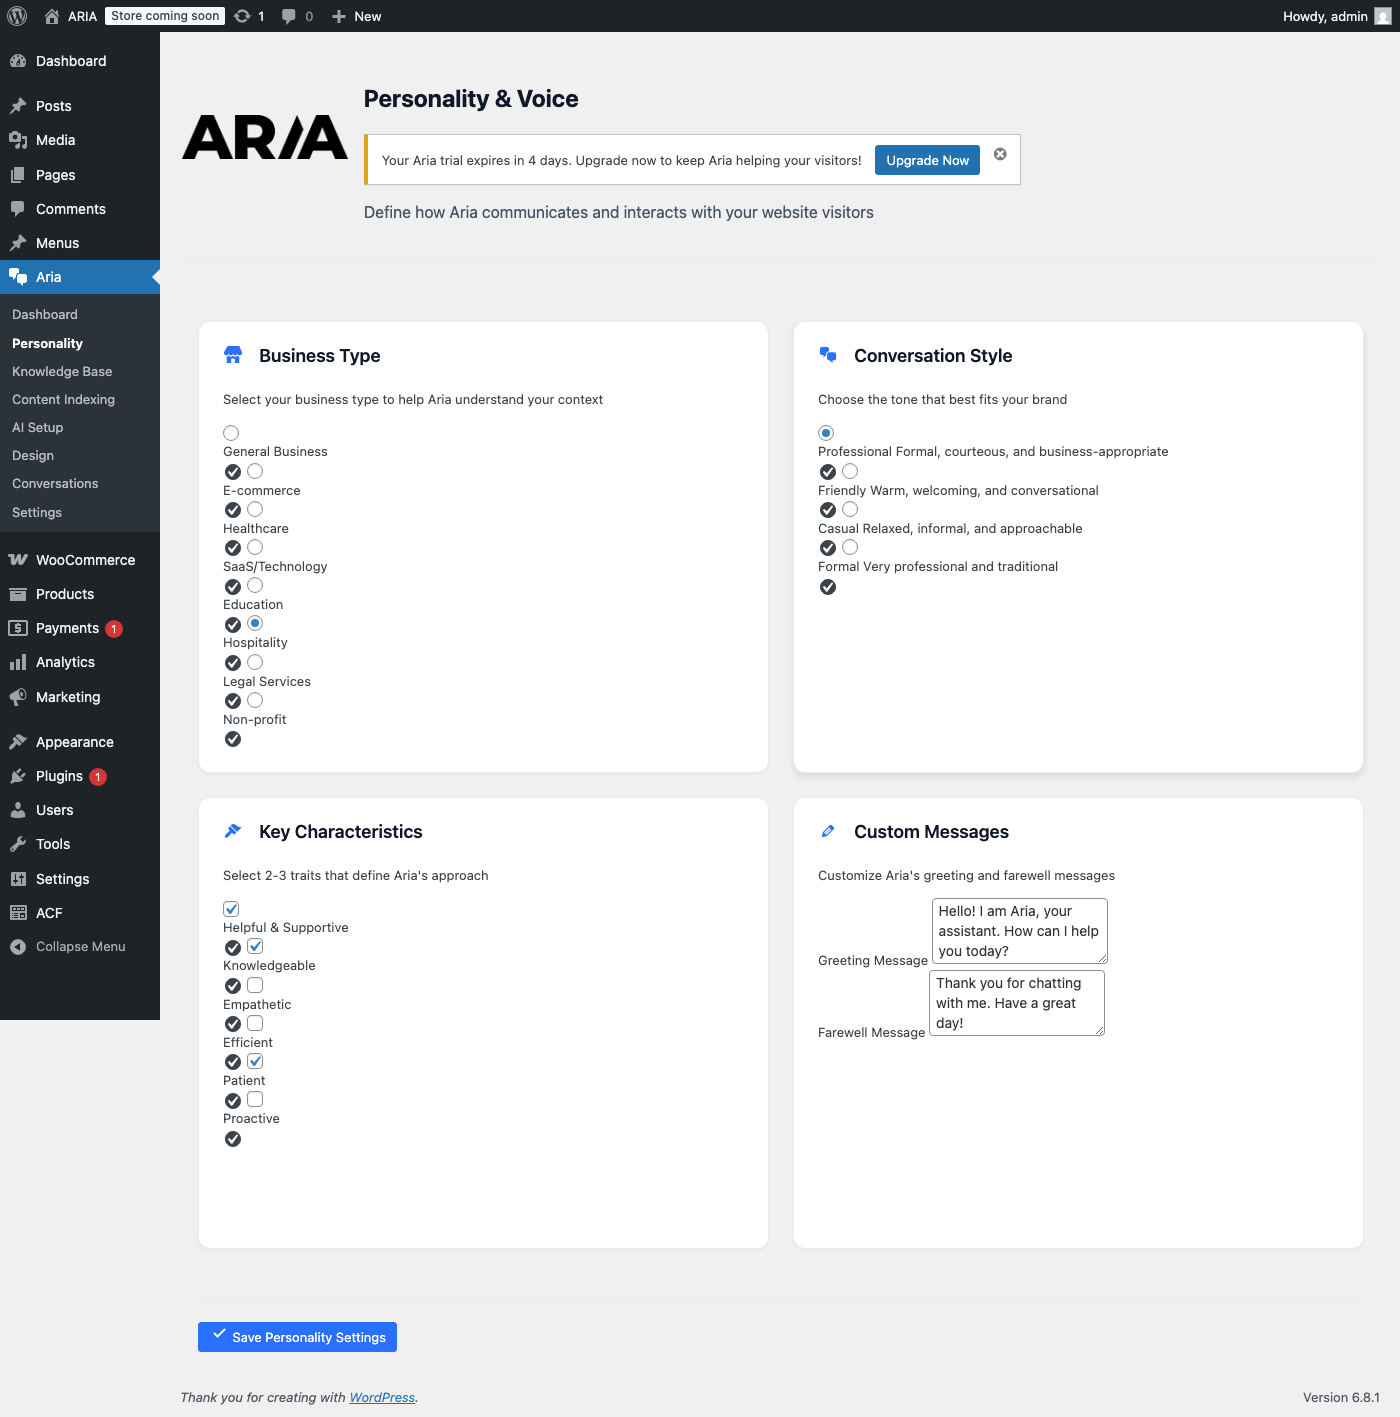 ARIA
Store coming soon
1
0
New
Howdy, admin
Dashboard
Posts
Media
Pages
Comments
Menus
Aria
Dashboard
Personality
Knowledge Base
Content Indexing
AI Setup
Design
Conversations
Settings
WooCommerce
Products
Payments 1
Analytics
Marketing
Appearance
Plugins 1
Users
Tools
Settings
ACF
Collapse Menu
ARIA
Personality & Voice
Your Aria trial expires in 4 days. Upgrade now to keep Aria helping your visitors!
Upgrade Now
Define how Aria communicates and interacts with your website visitors
Business Type
Select your business type to help Aria understand your context
General Business
E-commerce
Healthcare
SaaS/Technology
Education
Hospitality
Legal Services
Non-profit
Conversation Style
Choose the tone that best fits your brand
Professional Formal, courteous, and business-appropriate
Friendly Warm, welcoming, and conversational
Casual Relaxed, informal, and approachable
Formal Very professional and traditional
Key Characteristics
Select 2-3 traits that define Aria's approach
Helpful & Supportive
Knowledgeable
Empathetic
Efficient
Patient
Proactive
Custom Messages
Customize Aria's greeting and farewell messages
Greeting Message
Hello! I am Aria, your
assistant. How can I help
you today?
Farewell Message
Thank you for chatting
with me. Have a great
day!
Save Personality Settings
Thank you for creating with WordPress.
Version 6.8.1